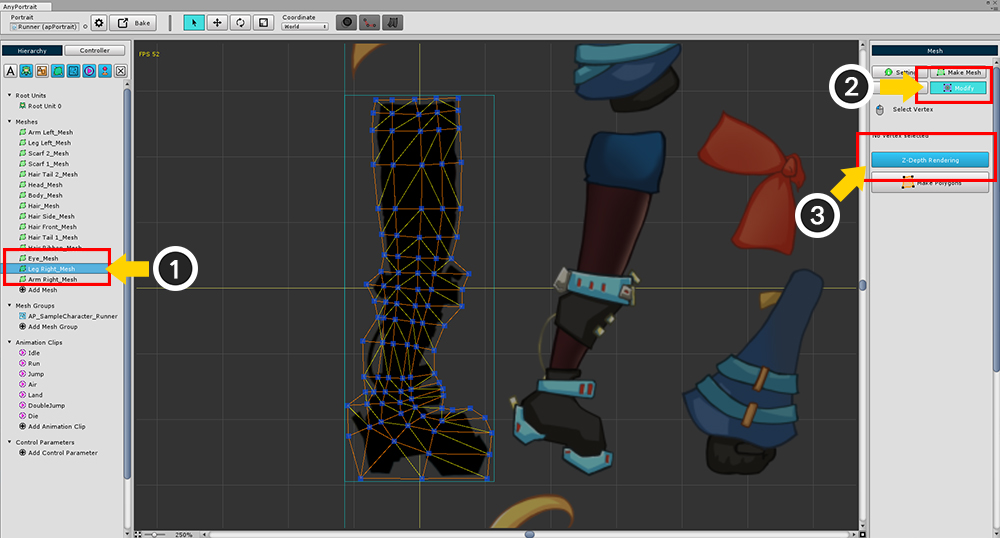 AnyPortrait
Portrait
Runner (apPortrait)
Bake
Coordinate
World
Hierarchy
Controller
FPS 52
Mesh
A
Setting
Make Mesh
Modify
2
Select Vertex
Root Units
Root Unit 0
Meshes
Arm Left_Mesh
Leg Left_Mesh
Scarf 2_Mesh
Scarf 1_Mesh
Hair Tail 2_Mesh
Head_Mesh
Body_Mesh
Hair_Mesh
Hair Side_Mesh
Hair Front_Mesh
Hair Tail 1_Mesh
Hair Ribbon_Mesh
Eye_Mesh
Leg Right_Mesh
Arm Right_Mesh
Add Mesh
1
No Vertex Selected
Z-Depth Rendering
Make Polygons
3
Mesh Groups
AP_SampleCharacter_Runner
Add Mesh Group
Animation Clips
Idle
Run
Jump
Air
Land
DoubleJump
Die
Add Animation Clip
Control Parameters
Add Control Parameter
250%